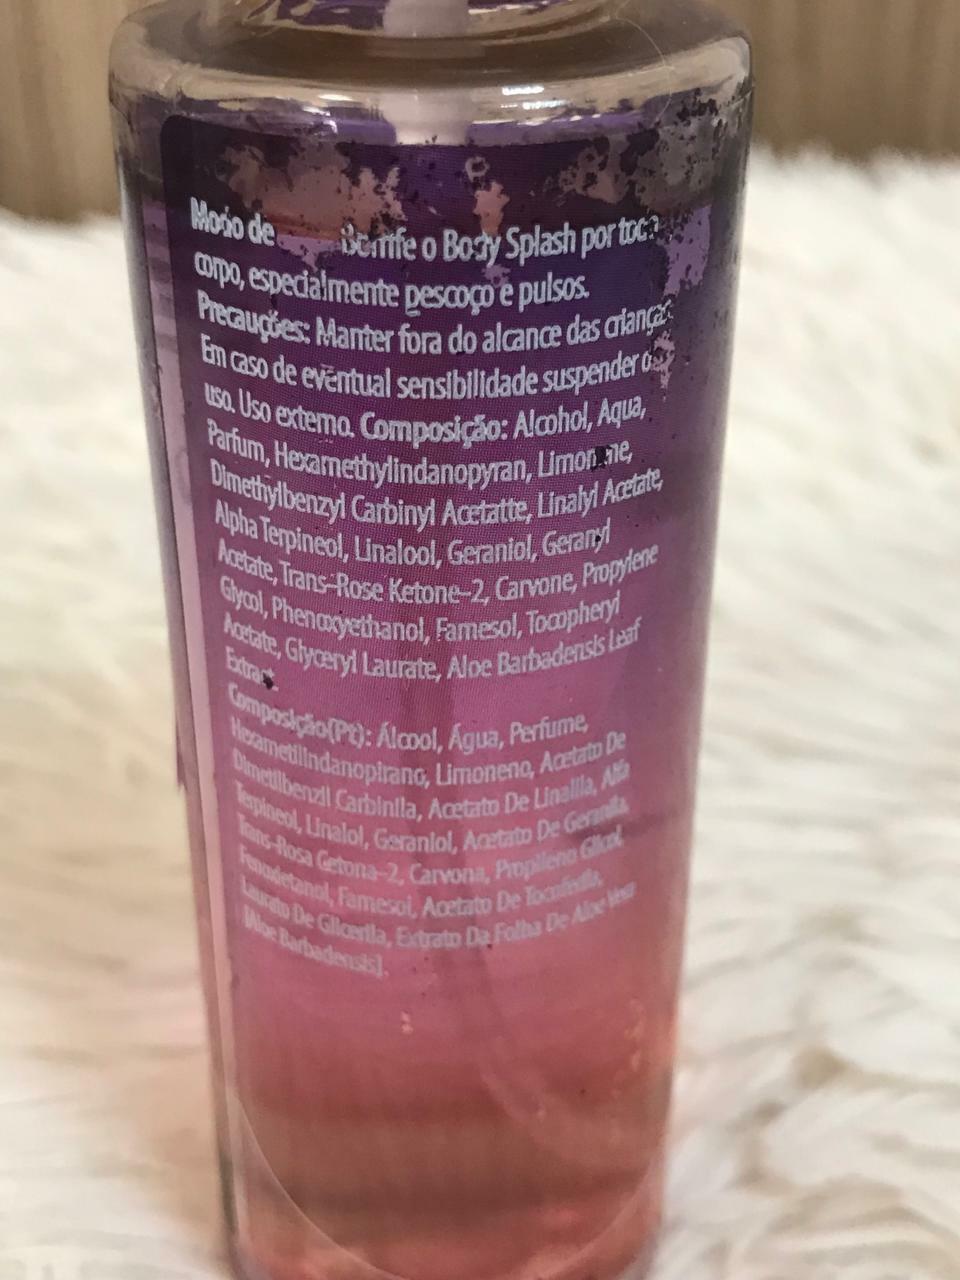 Modo de Borrife o Body Splash por todo
corpo, especialmente pescoço e pulsos.
Precauções: Manter fora do alcance das crianças.
Em caso de eventual sensibilidade suspender o
uso. Uso externo. Composição: Alcohol, Aqua,
Parfum, Hexamethylindanopyran, Limonene,
Dimethylbenzyl Carbinyl Acetatte, Linalyl Acetate,
Alpha Terpineol, Linalool, Geraniol, Geranyl
Acetate, Trans-Rose Ketone-2, Carvone, Propylene
Glycol, Phenoxyethanol, Farnesol, Tocopheryl
Acetate, Glyceryl Laurate, Aloe Barbadensis Leaf
Extract.
Composição(Pt): Álcool, Água, Perfume,
Hexametilindanopirano, Limoneno, Acetato De
Dimetilbenzil Carbinila, Acetato De Linalila, Alfa
Terpineol, Linalol, Geraniol, Acetato De Geranila,
Trans-Rosa Cetona-2, Carvona, Propileno Glicol,
Fenoxietanol, Farnesol, Acetato De Tocoferila,
Laurato De Glicerila, Extrato Da Folha De Aloe Vera
[Aloe Barbadensis].